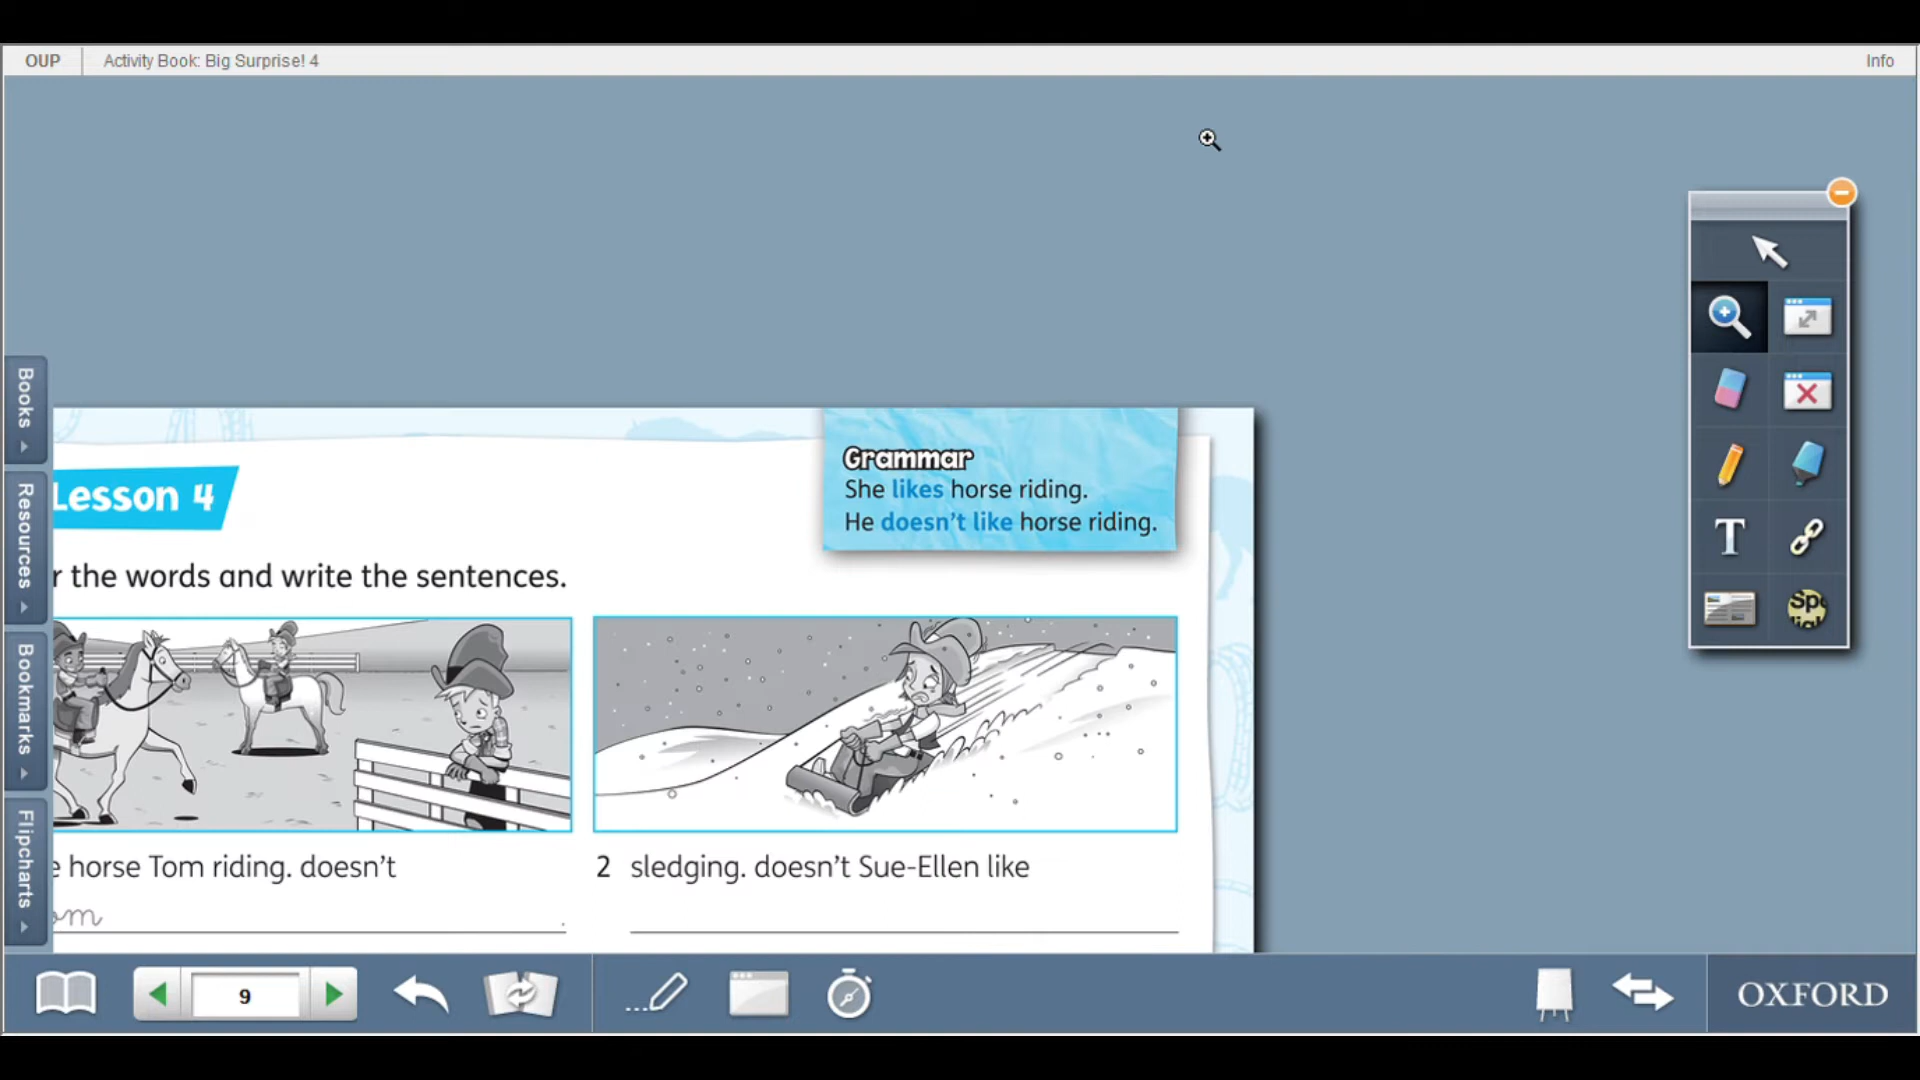 OUP Activity Book: Big Surprise! 4 Info
Books
Resources
Bookmarks
Flipcharts
Grammar
She likes horse riding.
He doesn't like horse riding.
Lesson 4
r the words and write the sentences.
e horse Tom riding. doesn't
om .
2 sledging. doesn't Sue-Ellen like
T
Spo
9
OXFORD